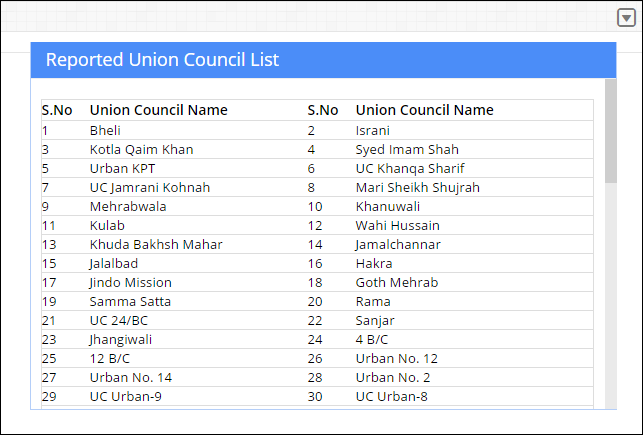 Reported Union Council List
S.No Union Council Name S.No Union Council Name
1 Bheli 2 Israni
3 Kotla Qaim Khan 4 Syed Imam Shah
5 Urban KPT 6 UC Khanqa Sharif
7 UC Jamrani Kohnah 8 Mari Sheikh Shujrah
9 Mehrabwala 10 Khanuwali
11 Kulab 12 Wahi Hussain
13 Khuda Bakhsh Mahar 14 Jamalchannar
15 Jalalbad 16 Hakra
17 Jindo Mission 18 Goth Mehrab
19 Samma Satta 20 Rama
21 UC 24/BC 22 Sanjar
23 Jhangiwali 24 4 B/C
25 12 B/C 26 Urban No. 12
27 Urban No. 14 28 Urban No. 2
29 UC Urban-9 30 UC Urban-8